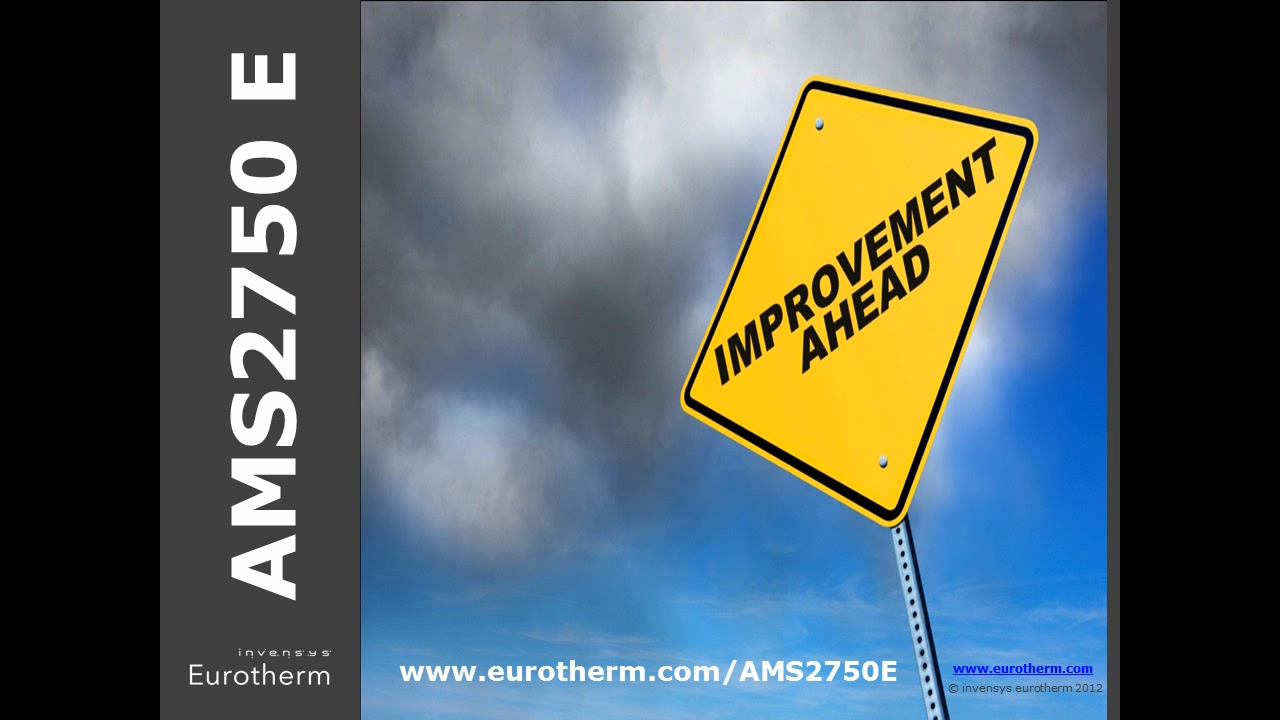 AMS2750 E
invensys
Eurotherm
IMPROVEMENT
AHEAD
www.eurotherm.com/AMS2750E
www.eurotherm.com
© invensys eurotherm 2012